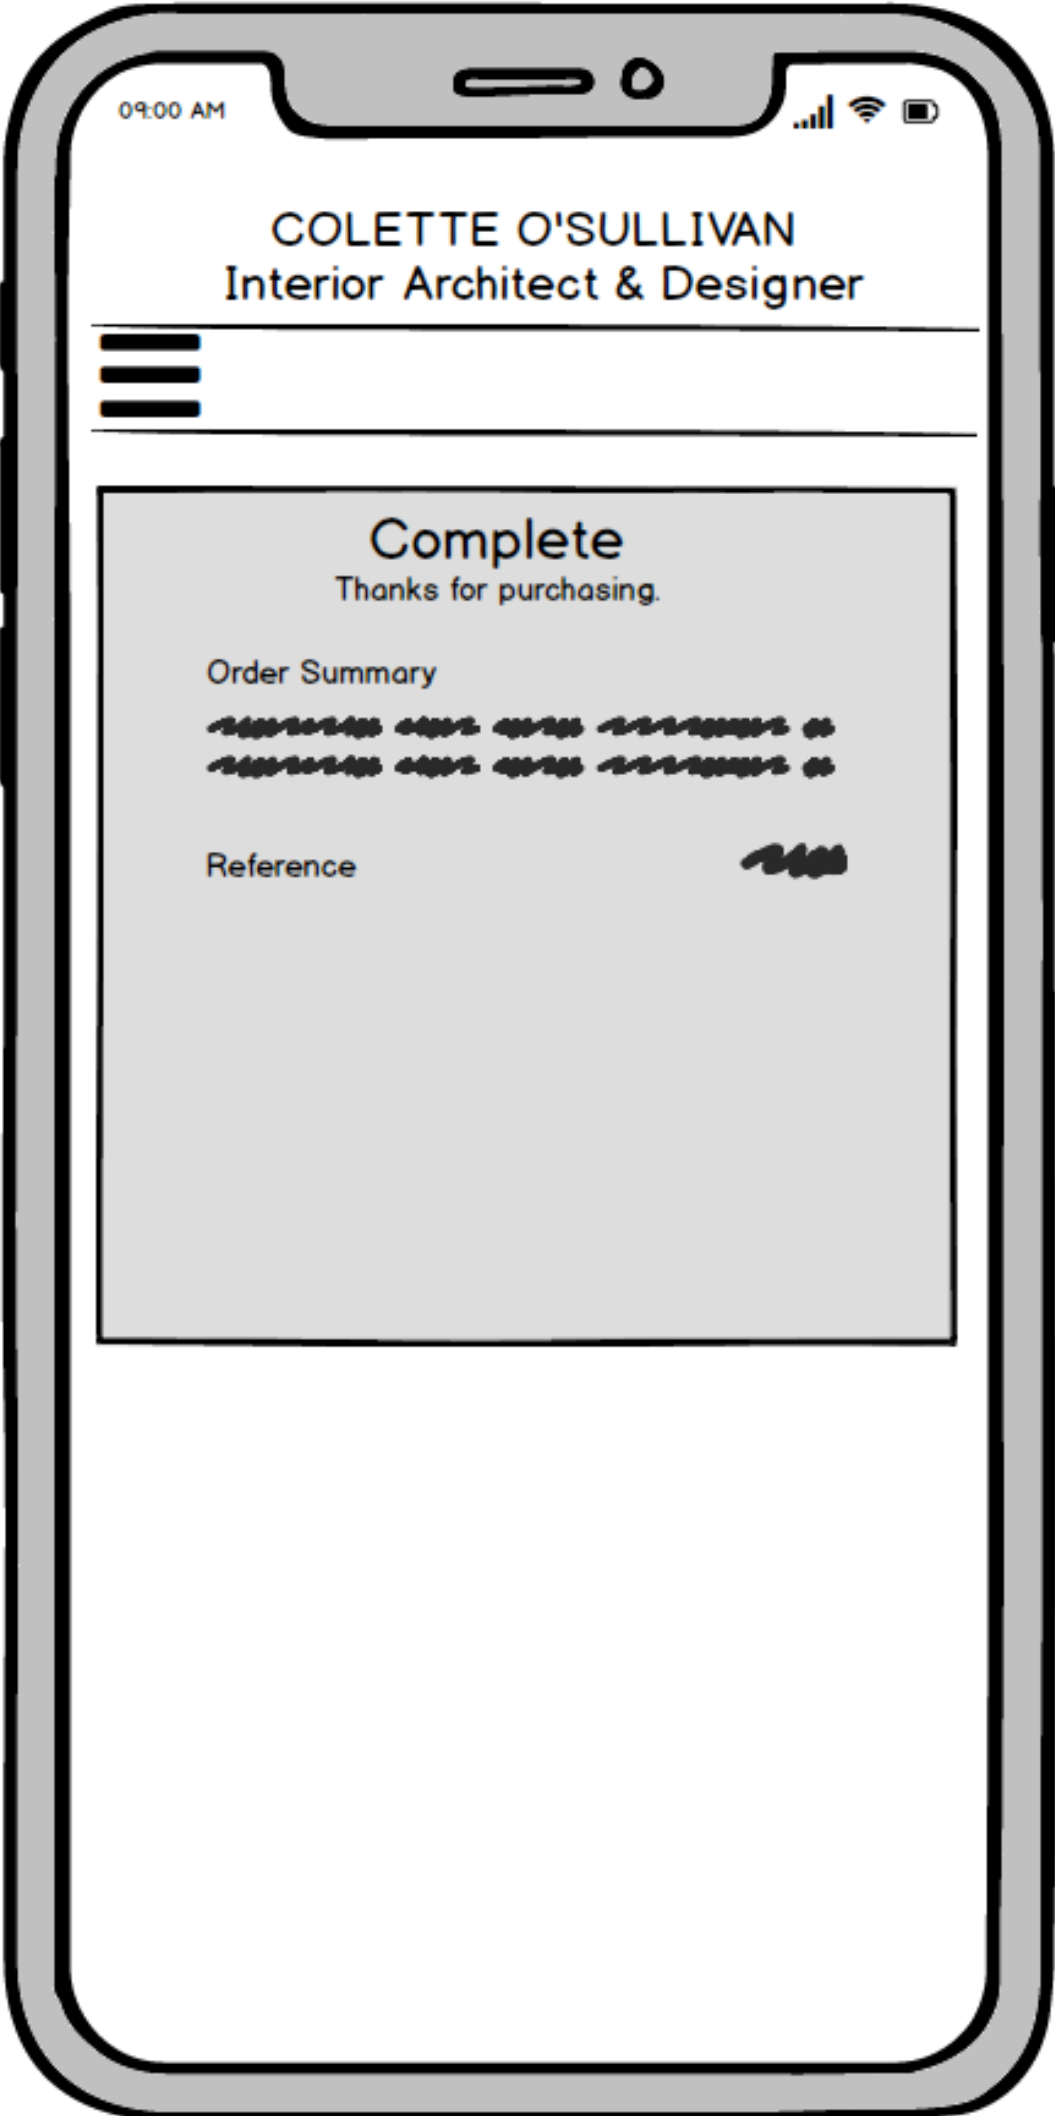 09:00 AM
COLETTE O'SULLIVAN
Interior Architect & Designer
Complete
Thanks for purchasing.
Order Summary
Reference